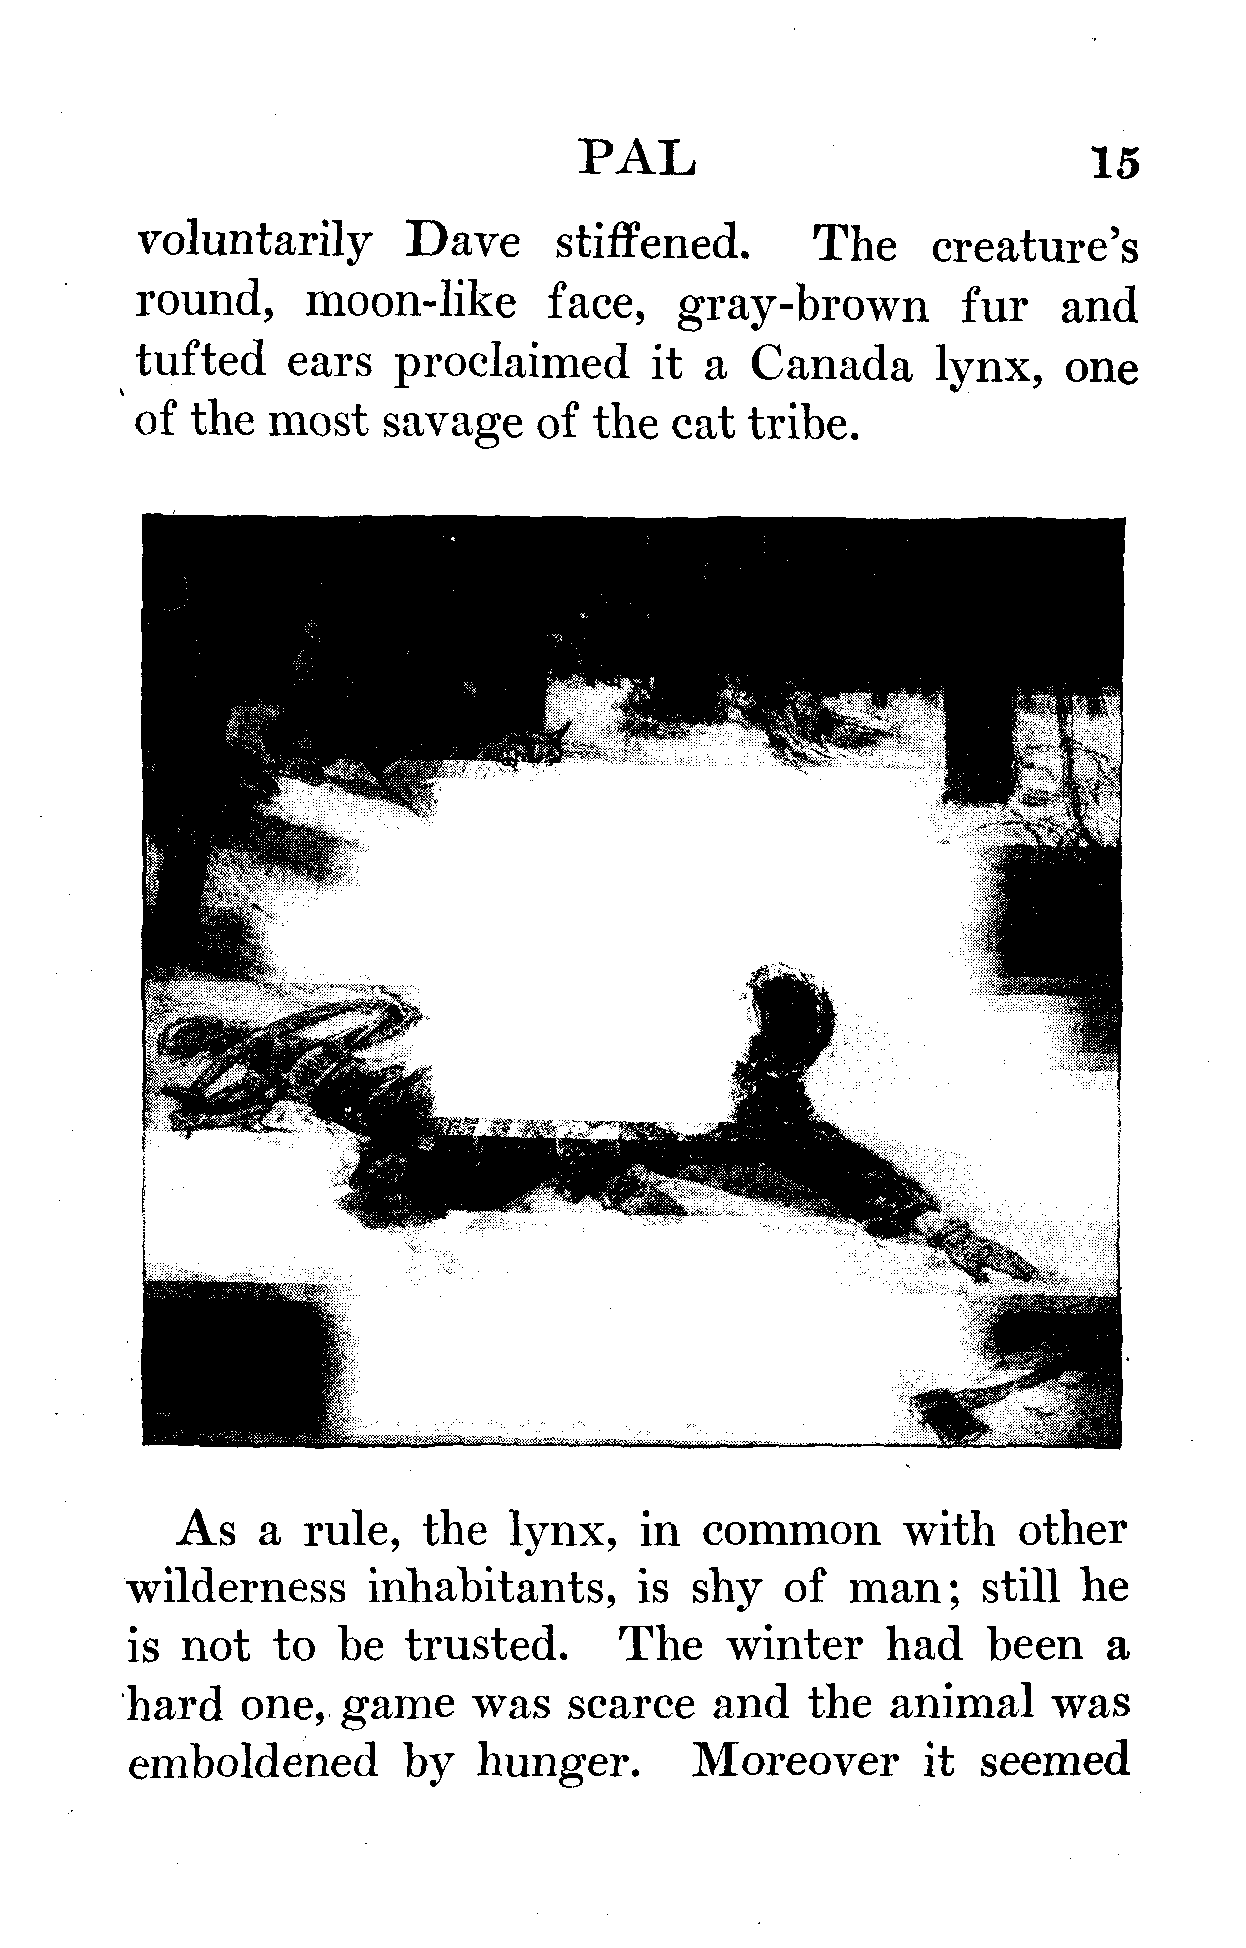 PAL 15
voluntarily Dave stiffened. The creature's
round, moon-like face, gray-brown fur and
tufted ears proclaimed it a Canada lynx, one
of the most savage of the cat tribe.
As a rule, the lynx, in common with other
wilderness inhabitants, is shy of man; still he
is not to be trusted. The winter had been a
hard one, game was scarce and the animal was
emboldened by hunger. Moreover it seemed